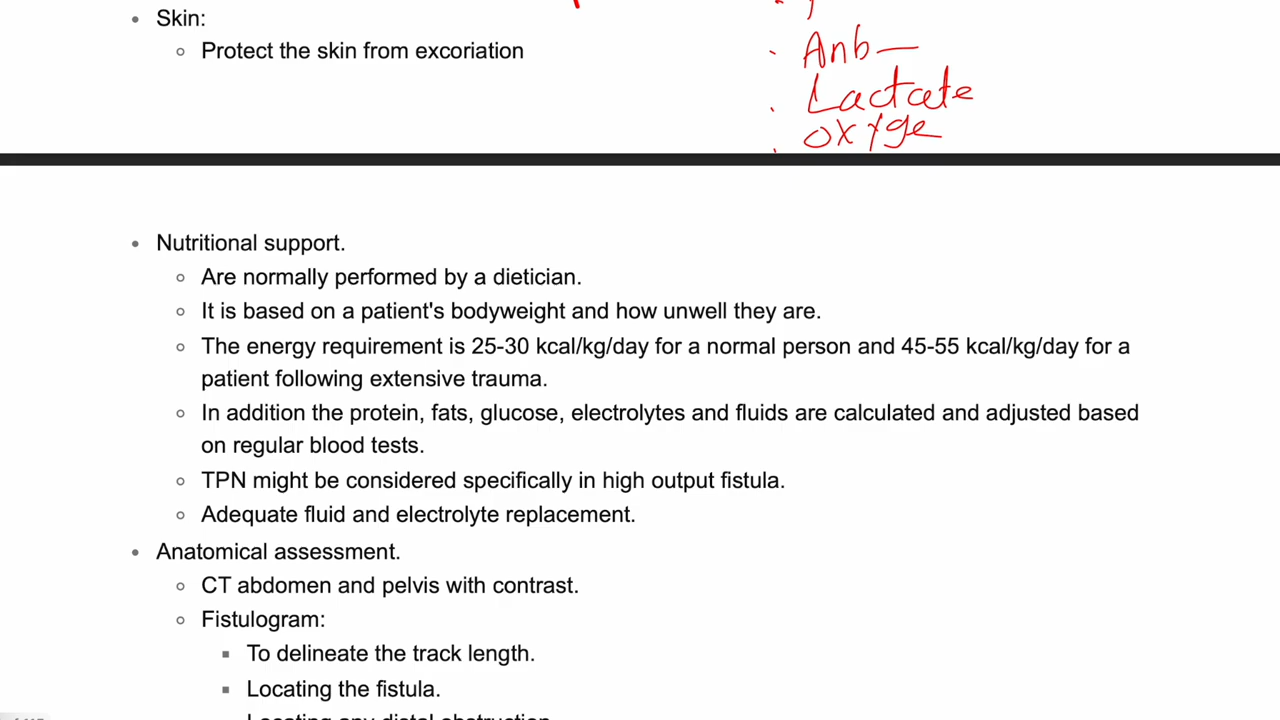 Skin:
Protect the skin from excoriation
Anb
Lactate
oxyge
Nutritional support.
Are normally performed by a dietician.
It is based on a patient's bodyweight and how unwell they are.
The energy requirement is 25-30 kcal/kg/day for a normal person and 45-55 kcal/kg/day for a
patient following extensive trauma.
In addition the protein, fats, glucose, electrolytes and fluids are calculated and adjusted based
on regular blood tests.
TPN might be considered specifically in high output fistula.
Adequate fluid and electrolyte replacement.
Anatomical assessment.
CT abdomen and pelvis with contrast.
Fistulogram:
To delineate the track length.
Locating the fistula.
Locating any distal obstruction